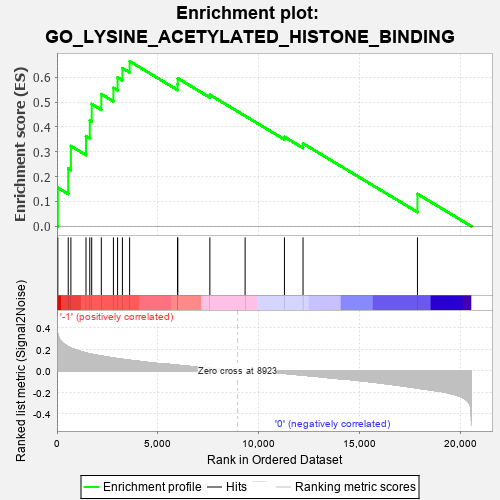 Enrichment plot:
GO_LYSINE_ACETYLATED_HISTONE_BINDING
Enrichment score (ES)
0.6
0.5
0.4
0.3
0.2
0.1
0.0
'-1' (positively correlated)
Ranked list metric (Signal2Noise)
0.4
0.2
0.0
-0.2
-0.4
Zero cross at 8923
'0' (negatively correlated)
0
5,000
10,000
15,000
20,000
Rank in Ordered Dataset
Enrichment profile
Hits
Ranking metric scores